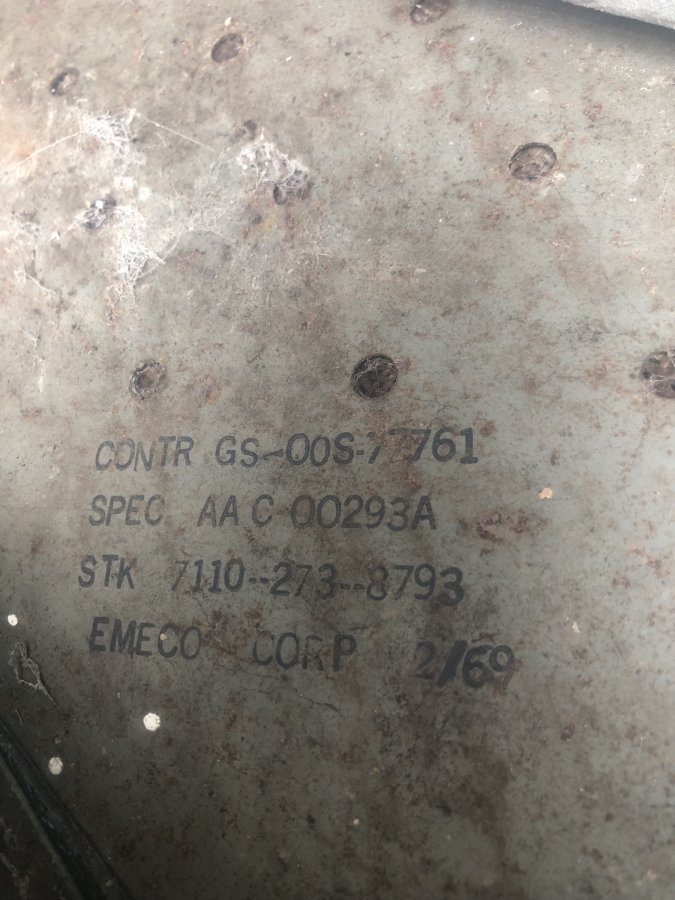 CONTR GS-00S-77761
SPEC AA C-00293A
STK 7110--273--8793
EMECO CORP 2/69